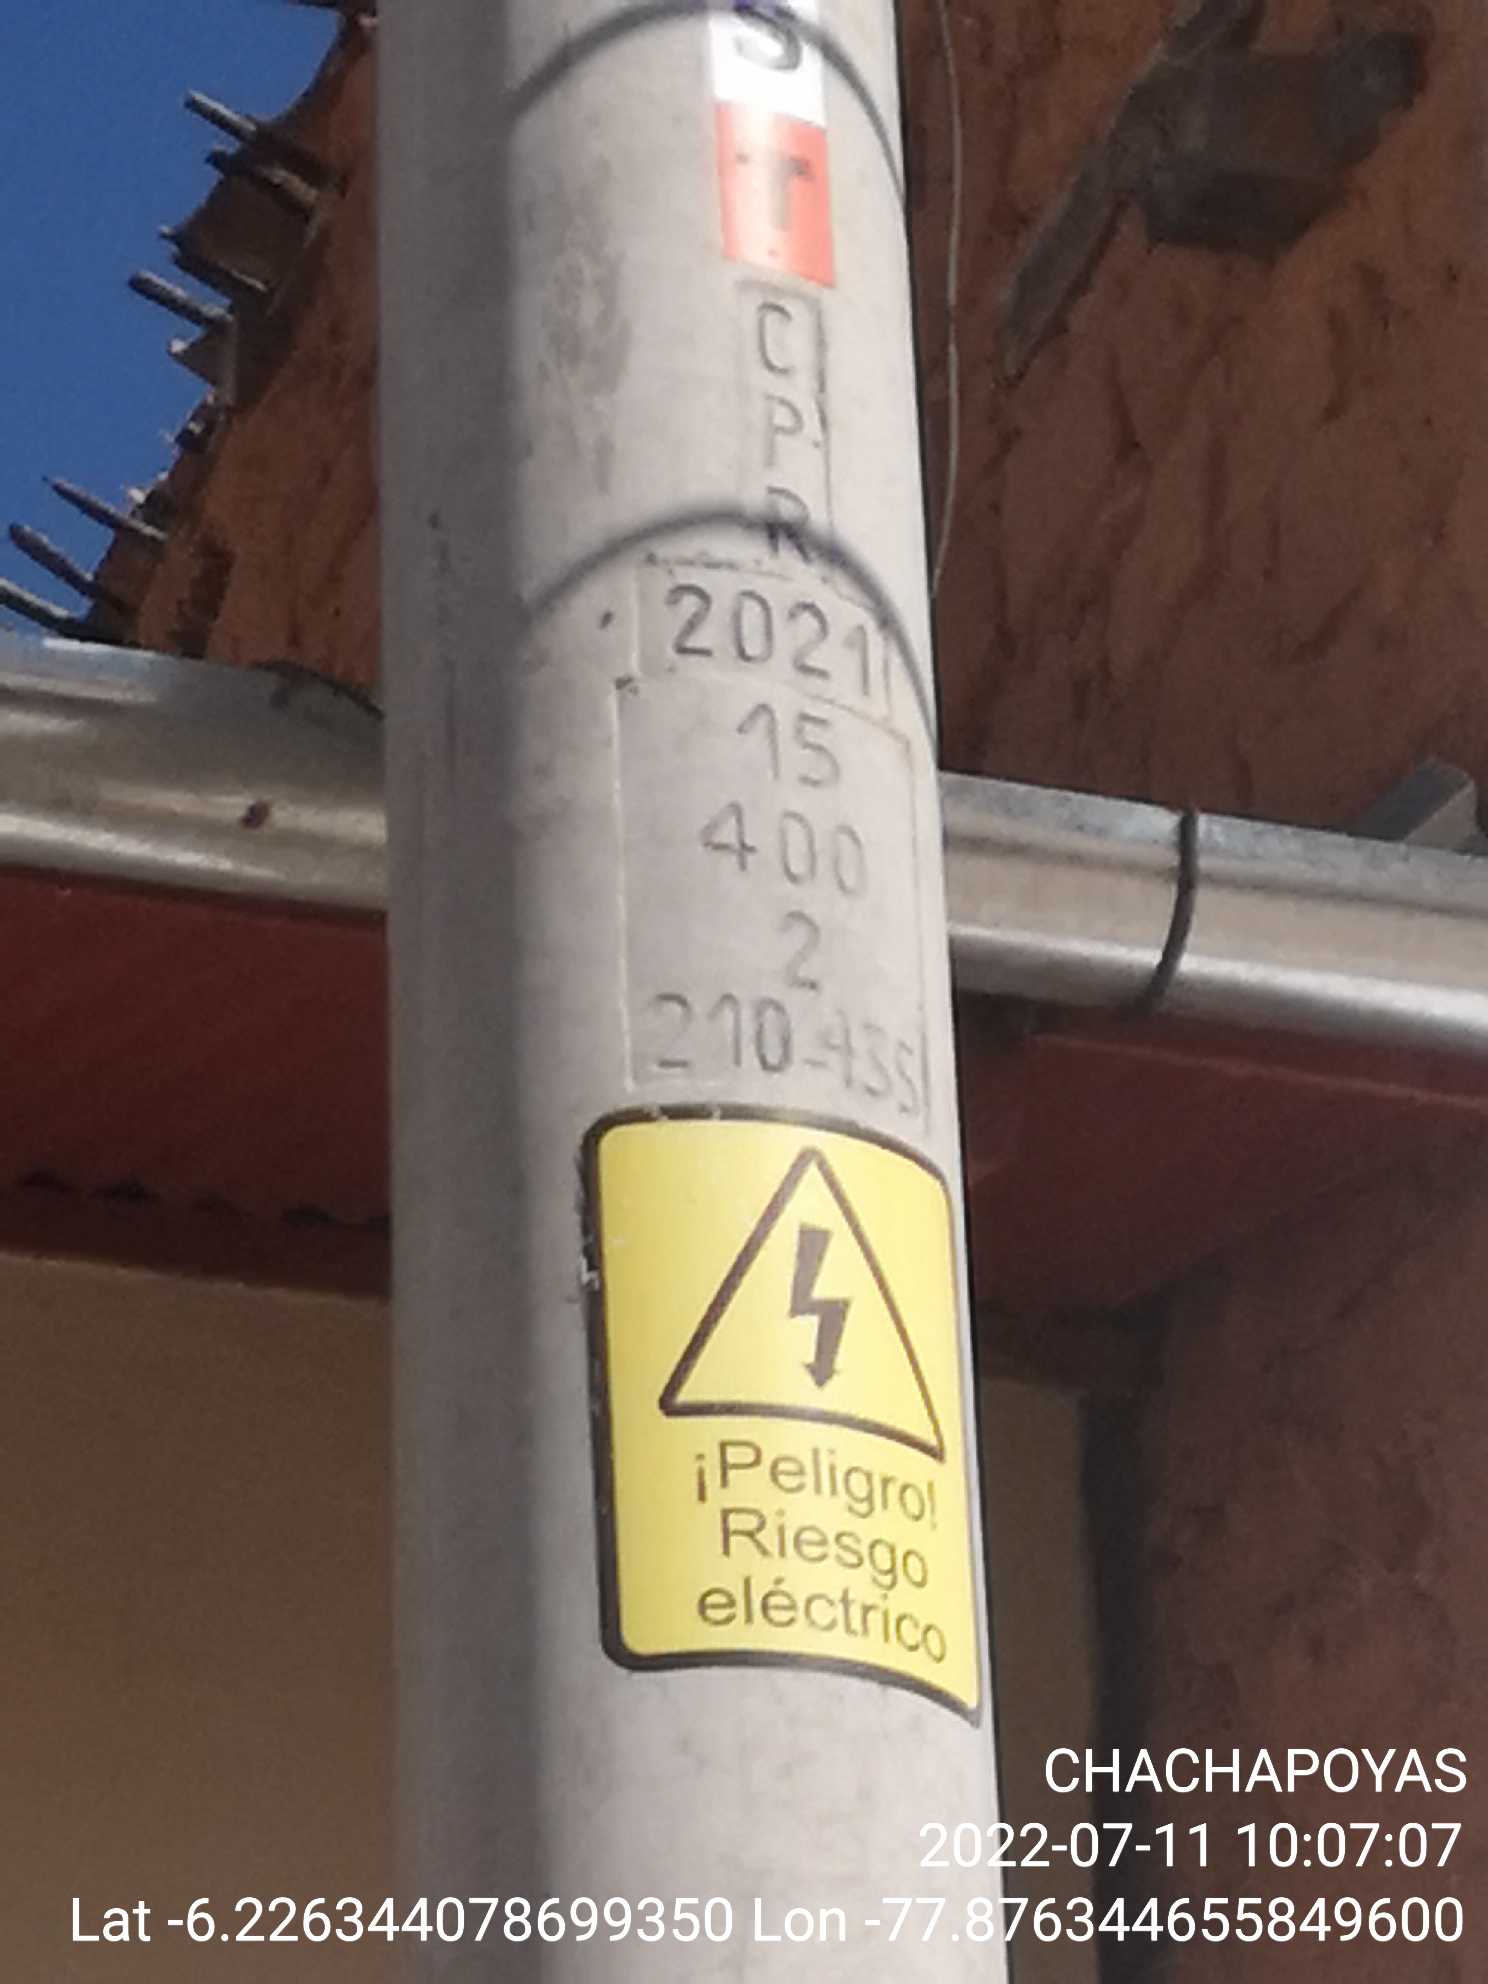 S
T
C
P
R
2021
15
400
2
210-435
¡Peligro!
Riesgo
eléctrico
CHACHAPOYAS
2022-07-11 10:07:07
Lat -6.226344078699350 Lon -77.876344655849600